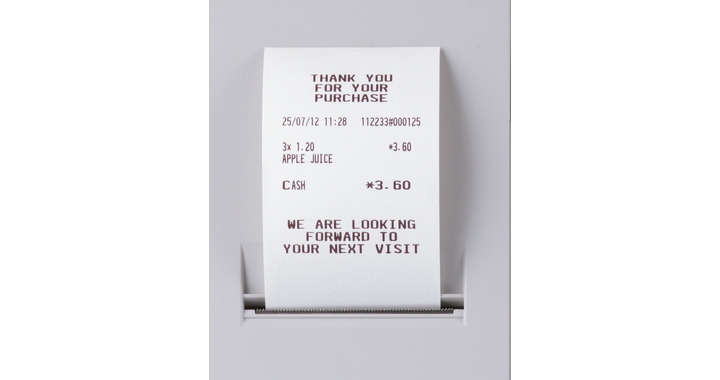 THANK YOU
FOR YOUR
PURCHASE
25/07/12 11:28 112233#000125
3x 1.20 *3.60
APPLE JUICE
CASH *3.60
WE ARE LOOKING
FORWARD TO
YOUR NEXT VISIT